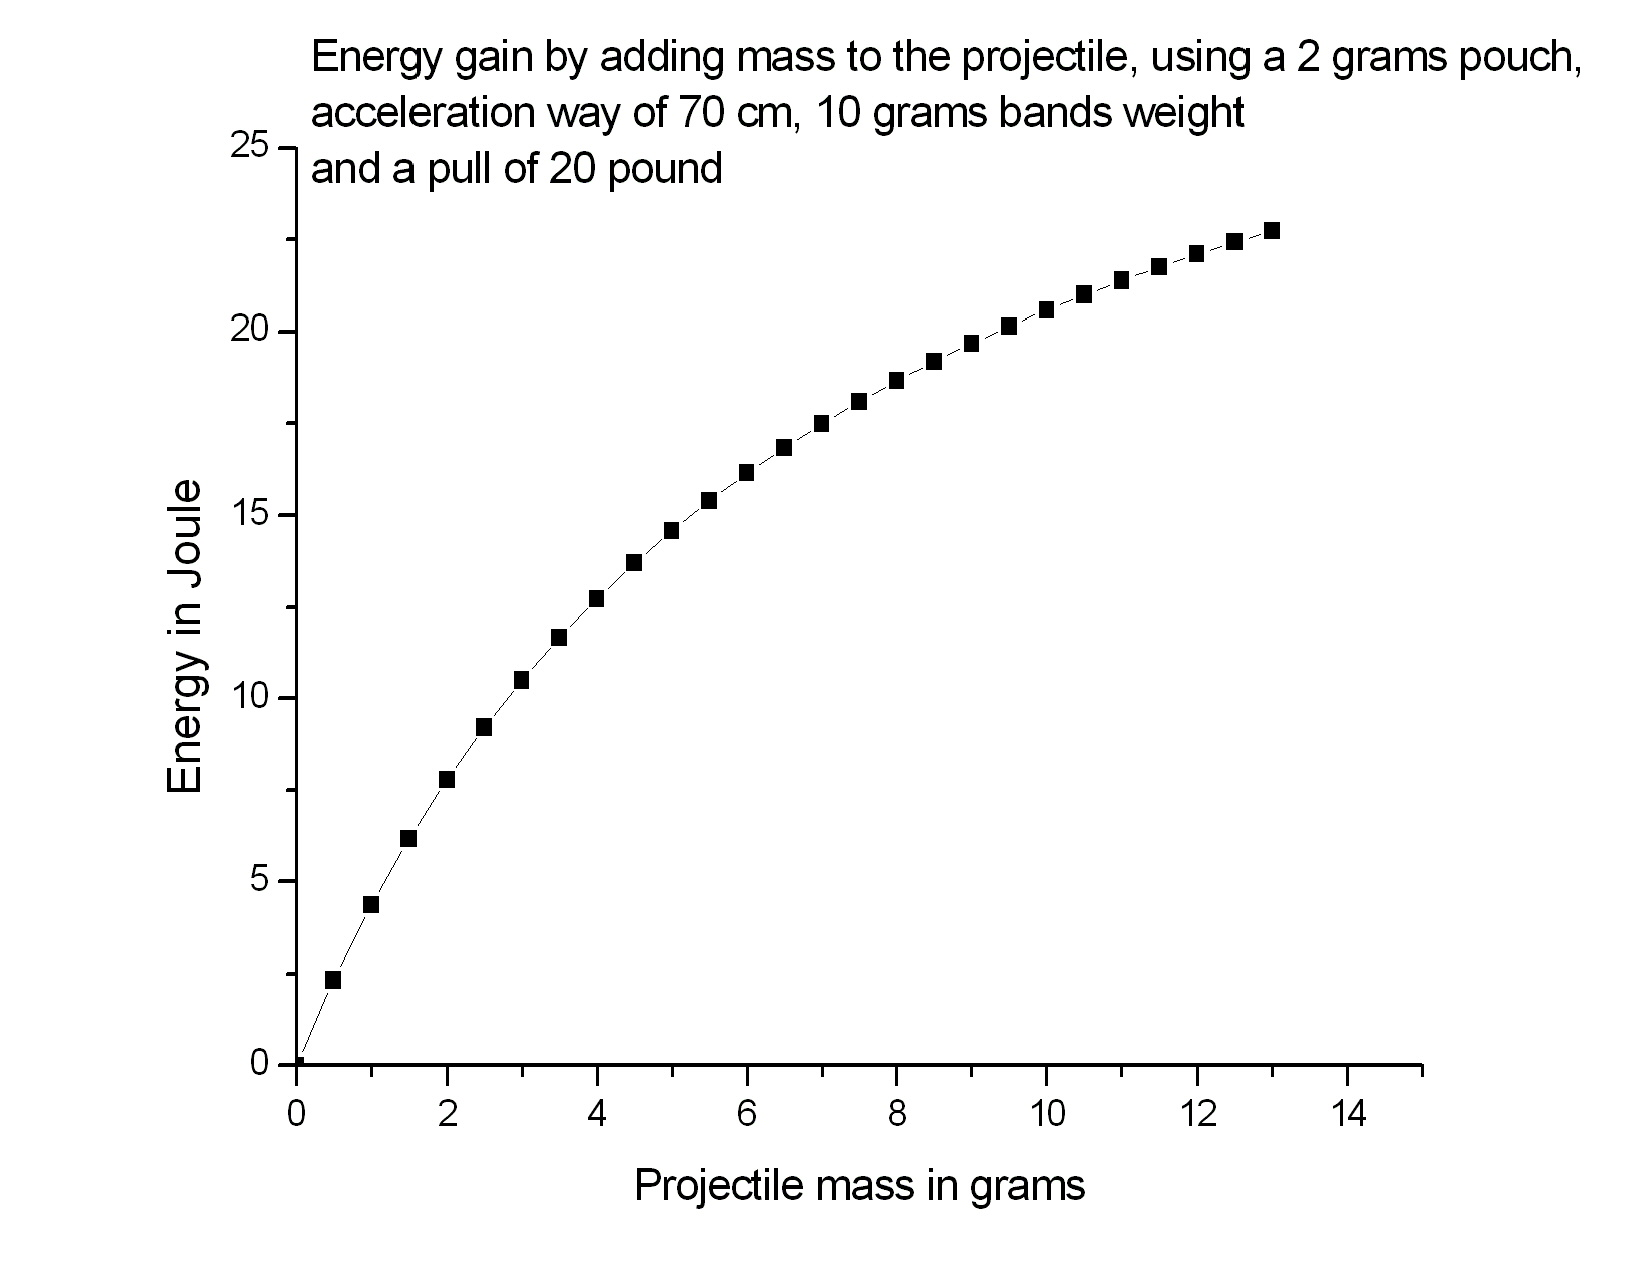 Energy gain by adding mass to the projectile, using a 2 grams pouch,
acceleration way of 70 cm, 10 grams bands weight
and a pull of 20 pound
25
20
15
10
5
0
Energy in Joule
0 2 4 6 8 10 12 14
Projectile mass in grams